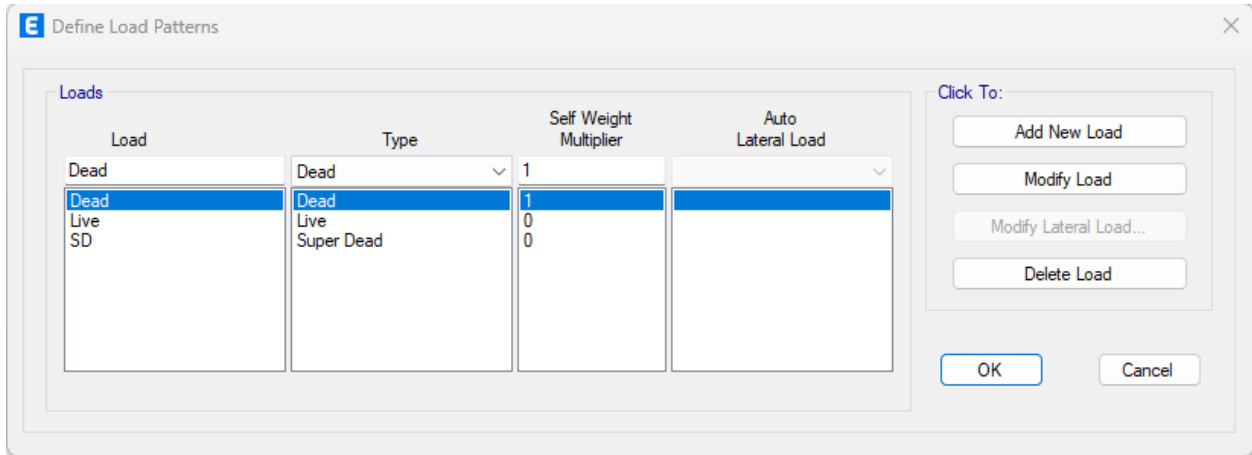 E Define Load Patterns
Loads
Load Type Self Weight Multiplier Auto Lateral Load
Dead Dead 1
Dead Dead 1
Live Live 0
SD Super Dead 0
Click To:
Add New Load
Modify Load
Modify Lateral Load...
Delete Load
OK Cancel